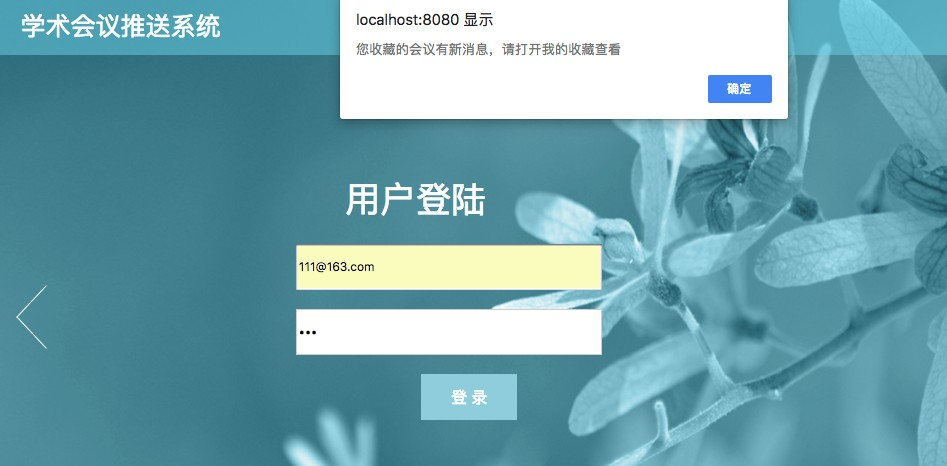 学术会议推送系统
localhost:8080 显示
您收藏的会议有新消息，请打开我的收藏查看
确定
用户登陆
111@163.com
•••
登 录